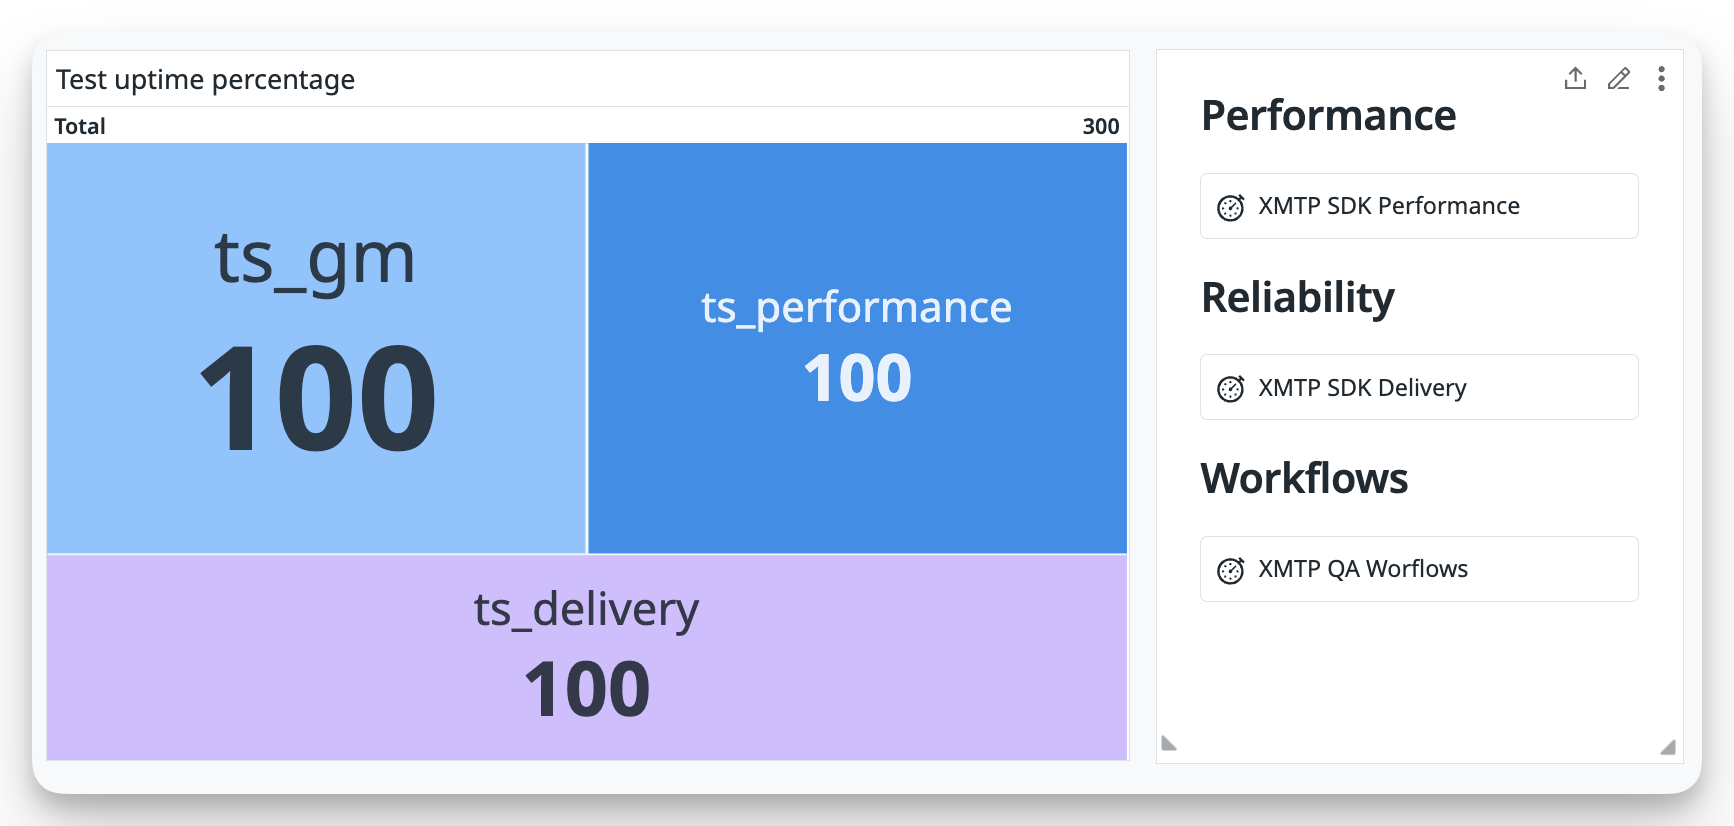 Test uptime percentage
Total 300
ts_gm
100
ts_performance
100
ts_delivery
100
Performance
XMTP SDK Performance
Reliability
XMTP SDK Delivery
Workflows
XMTP QA Worflows